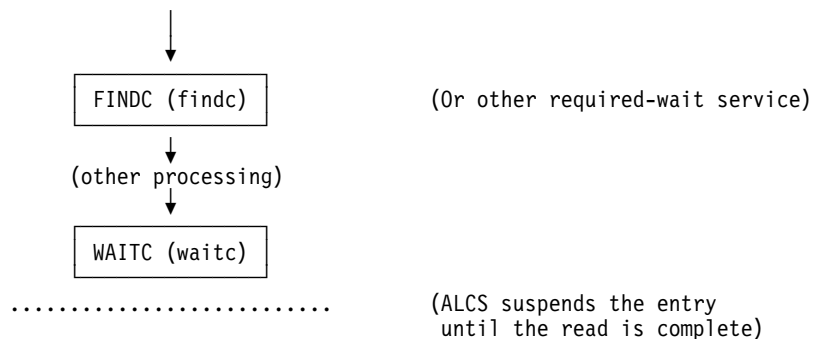 FINDC (findc) (Or other required-wait service)
(other processing)
WAITC (waitc)
........................... (ALCS suspends the entry
until the read is complete)